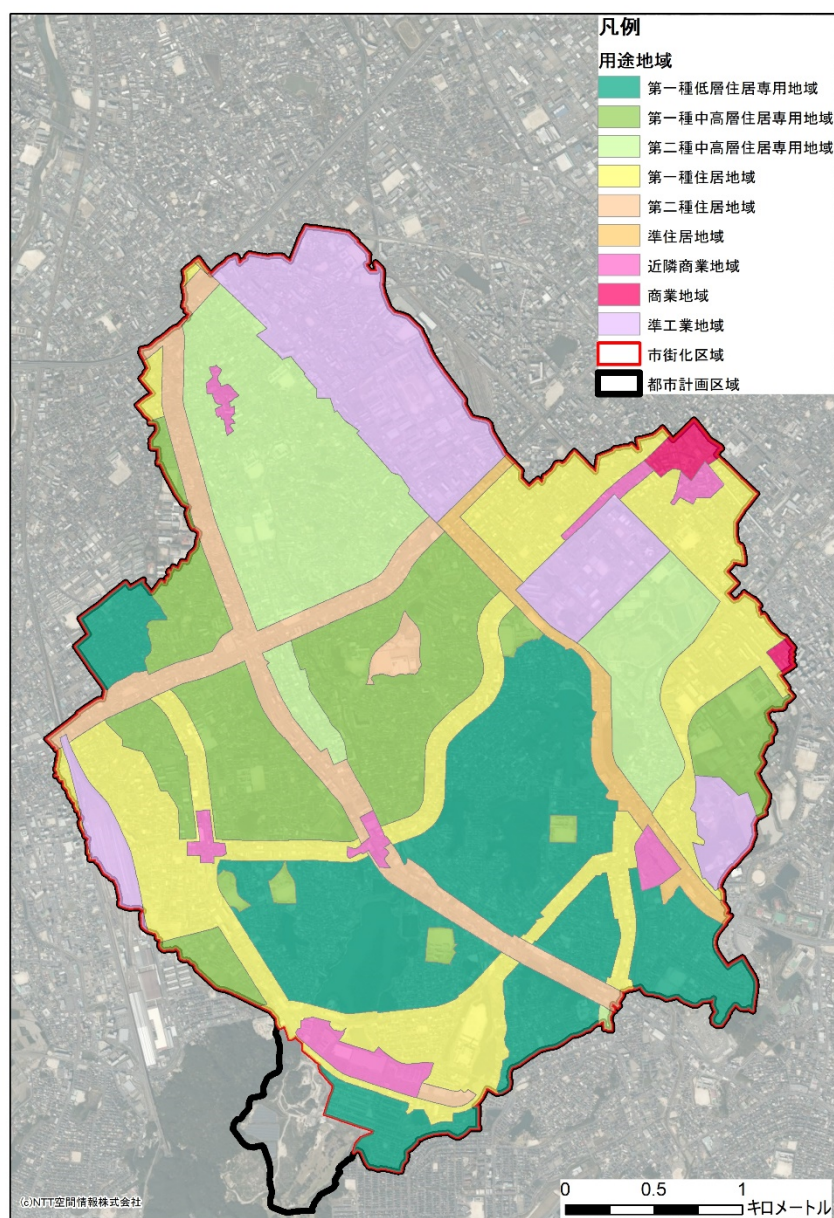 凡例
用途地域
第一種低層住居専用地域
第一種中高層住居専用地域
第二種中高層住居専用地域
第一種住居地域
第二種住居地域
準住居地域
近隣商業地域
商業地域
準工業地域
市街化区域
都市計画区域
(c)NTT空間情報株式会社
0 0.5 1
キロメートル